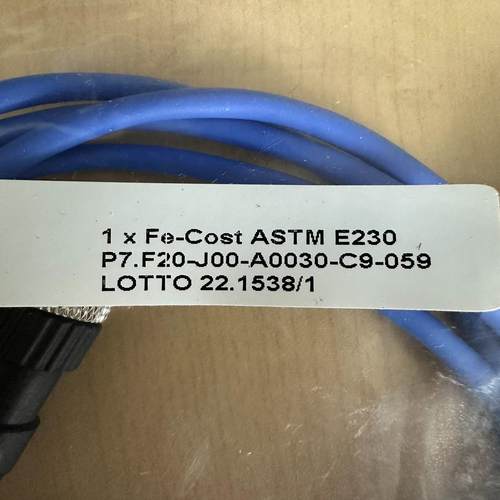 1 x Fe-Cost ASTM E230
P7.F20-J00-A0030-C9-059
LOTTO 22.1538/1